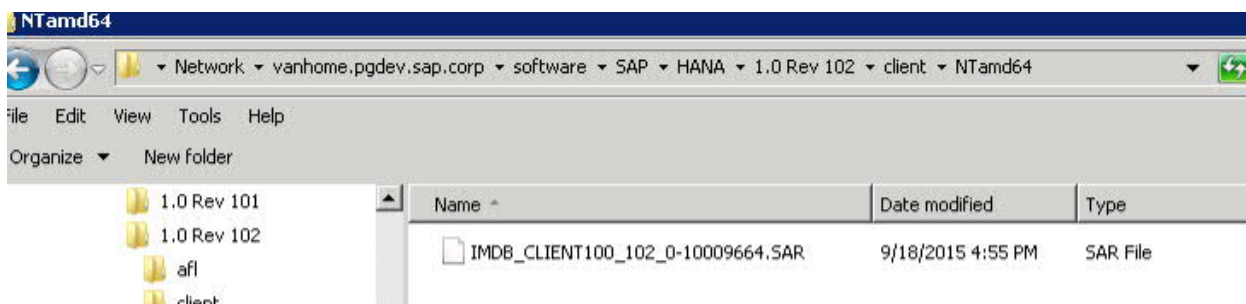 NTamd64
Network vanhome.pgdev.sap.corp software SAP HANA 1.0 Rev 102 client NTamd64
File Edit View Tools Help
Organize New folder
1.0 Rev 101
Name Date modified Type
1.0 Rev 102
IMDB_CLIENT100_102_0-10009664.SAR 9/18/2015 4:55 PM SAR File
afl
client